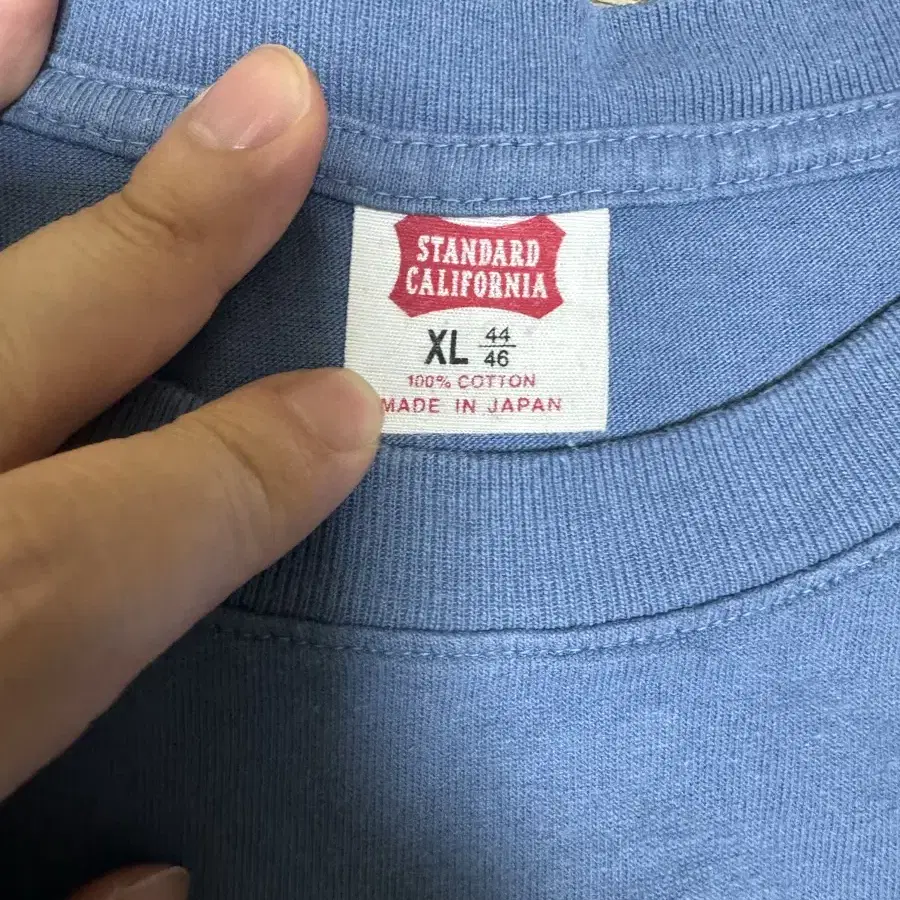 STANDARD
CALIFORNIA
XL 44/46
100% COTTON
MADE IN JAPAN